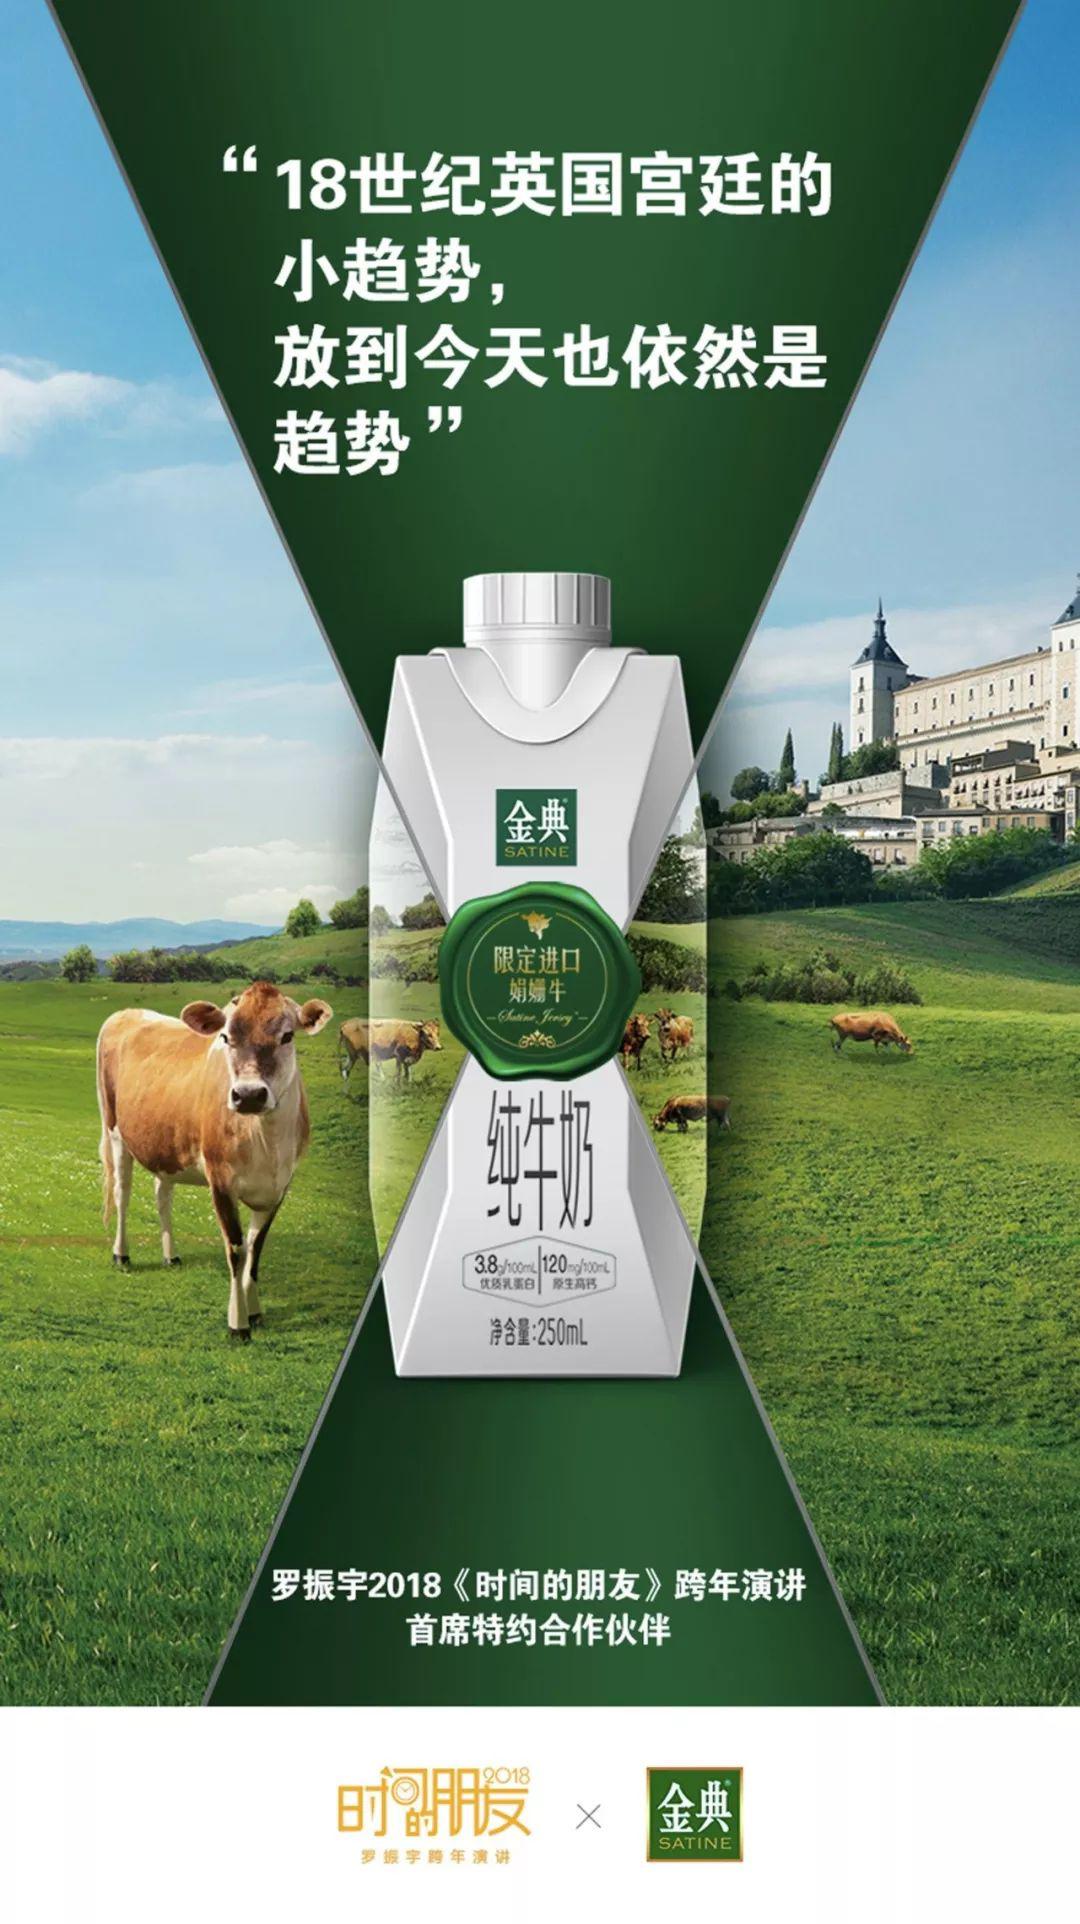 “18世纪英国宫廷的
小趋势，
放到今天也依然是
趋势”
金典®
SATINE
限定进口
娟姗牛
Satine Jersey
纯牛奶
3.8g/100mL 120mg/100mL
优质乳蛋白 原生高钙
净含量:250mL
罗振宇2018《时间的朋友》跨年演讲
首席特约合作伙伴
2018
时间的朋友
罗振宇跨年演讲
×
金典®
SATINE